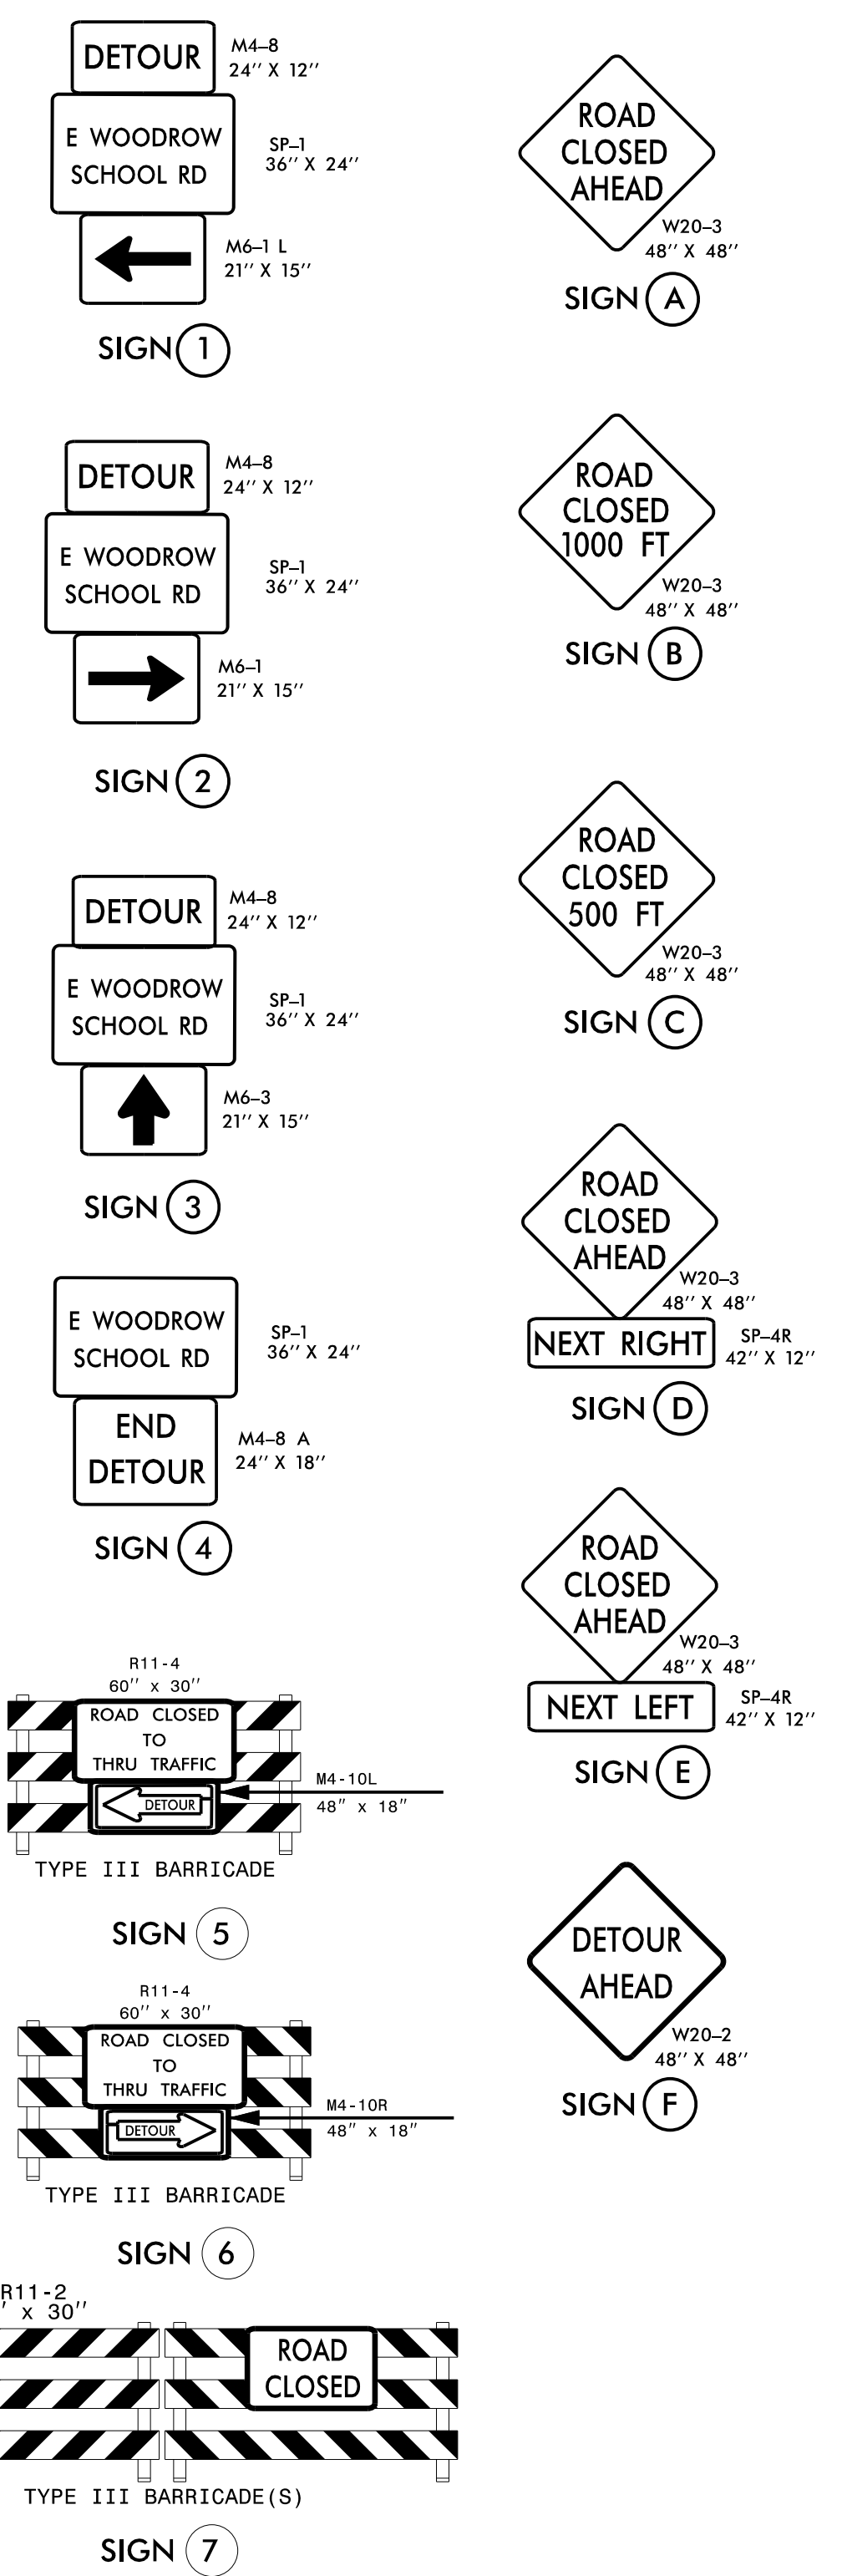 DETOUR
M4-8
24'' X 12''
E WOODROW
SCHOOL RD
SP-1
36'' X 24''
M6-1 L
21'' X 15''
SIGN 1
DETOUR
M4-8
24'' X 12''
E WOODROW
SCHOOL RD
SP-1
36'' X 24''
M6-1
21'' X 15''
SIGN 2
DETOUR
M4-8
24'' X 12''
E WOODROW
SCHOOL RD
SP-1
36'' X 24''
M6-3
21'' X 15''
SIGN 3
E WOODROW
SCHOOL RD
SP-1
36'' X 24''
END
DETOUR
M4-8 A
24'' X 18''
SIGN 4
R11-4
60'' x 30''
ROAD CLOSED
TO
THRU TRAFFIC
DETOUR
M4-10L
48" x 18"
TYPE III BARRICADE
SIGN 5
R11-4
60'' x 30''
ROAD CLOSED
TO
THRU TRAFFIC
DETOUR
M4-10R
48" x 18"
TYPE III BARRICADE
SIGN 6
R11-2
' x 30''
ROAD
CLOSED
TYPE III BARRICADE(S)
SIGN 7
ROAD
CLOSED
AHEAD
W20-3
48'' X 48''
SIGN A
ROAD
CLOSED
1000 FT
W20-3
48'' X 48''
SIGN B
ROAD
CLOSED
500 FT
W20-3
48'' X 48''
SIGN C
ROAD
CLOSED
AHEAD
W20-3
48'' X 48''
NEXT RIGHT
SP-4R
42'' X 12''
SIGN D
ROAD
CLOSED
AHEAD
W20-3
48'' X 48''
NEXT LEFT
SP-4R
42'' X 12''
SIGN E
DETOUR
AHEAD
W20-2
48'' X 48''
SIGN F